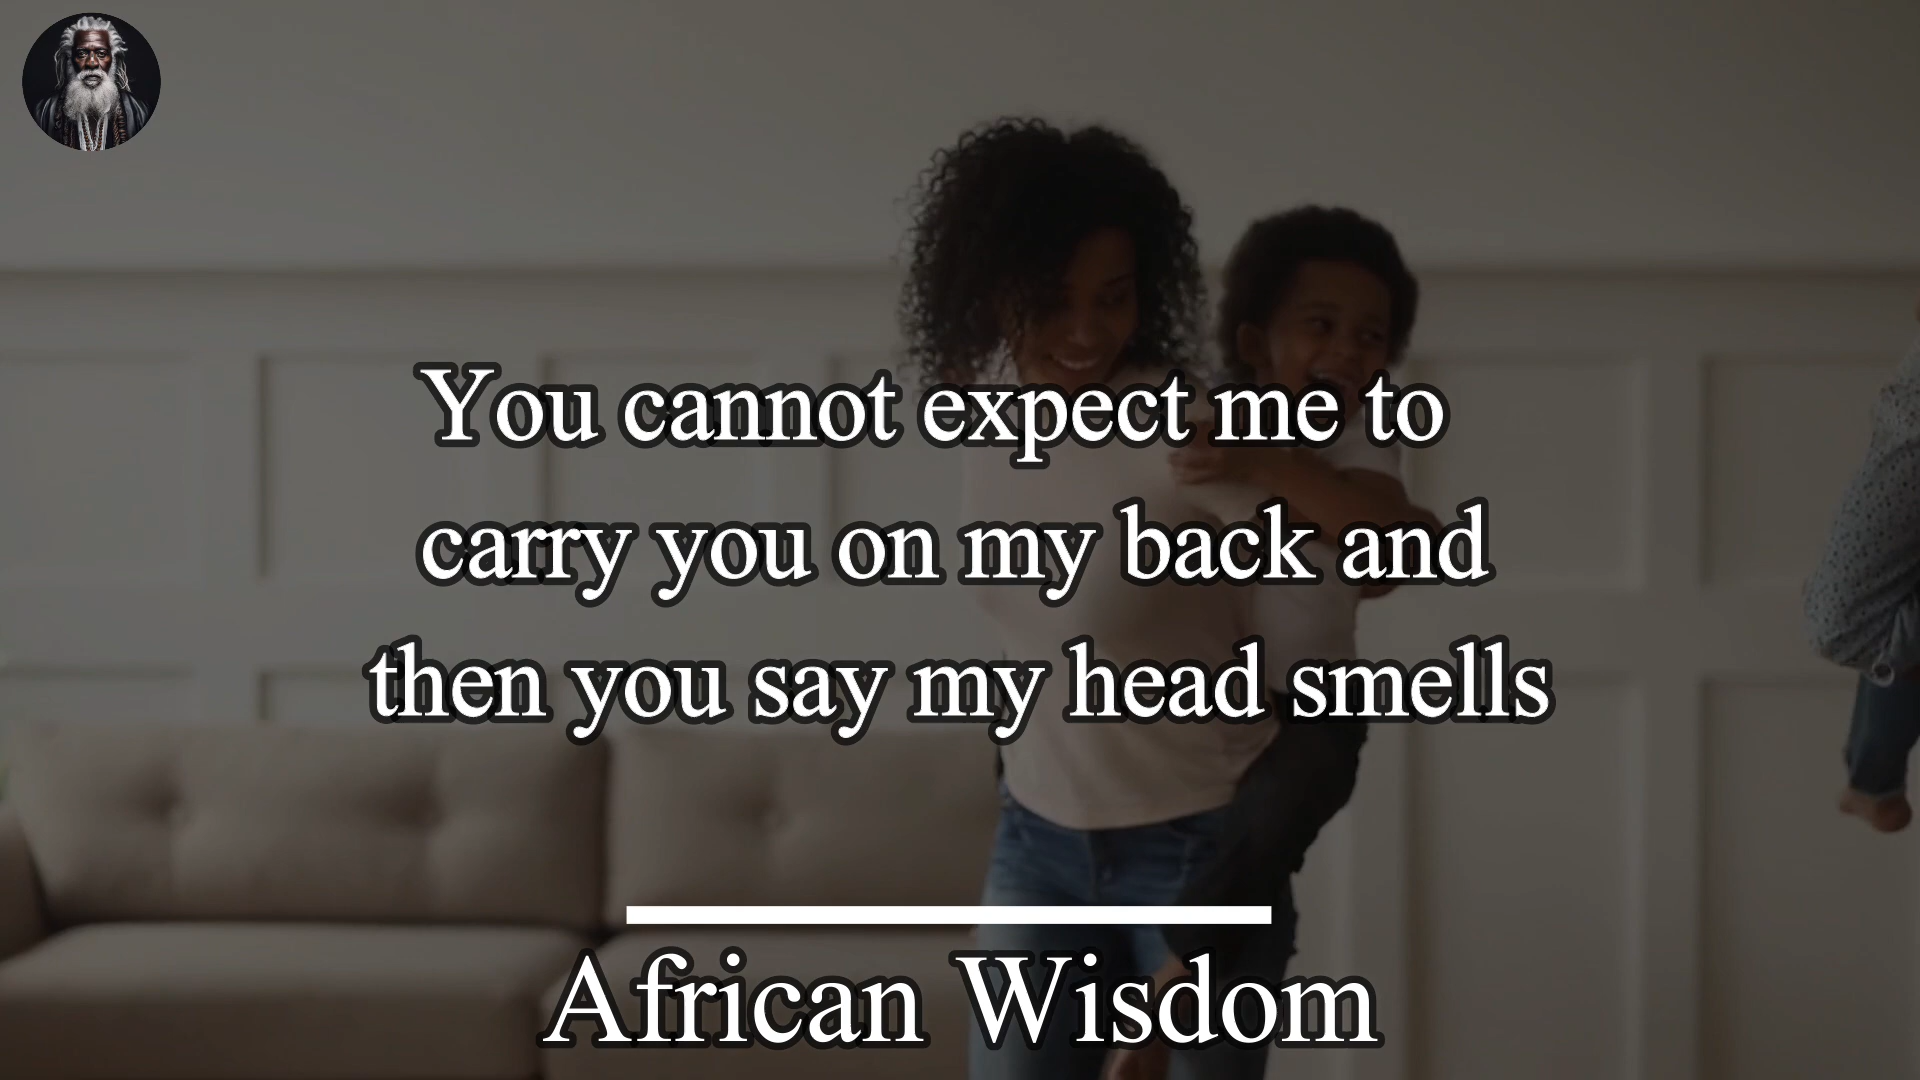 You cannot expect me to
carry you on my back and
then you say my head smells
African Wisdom